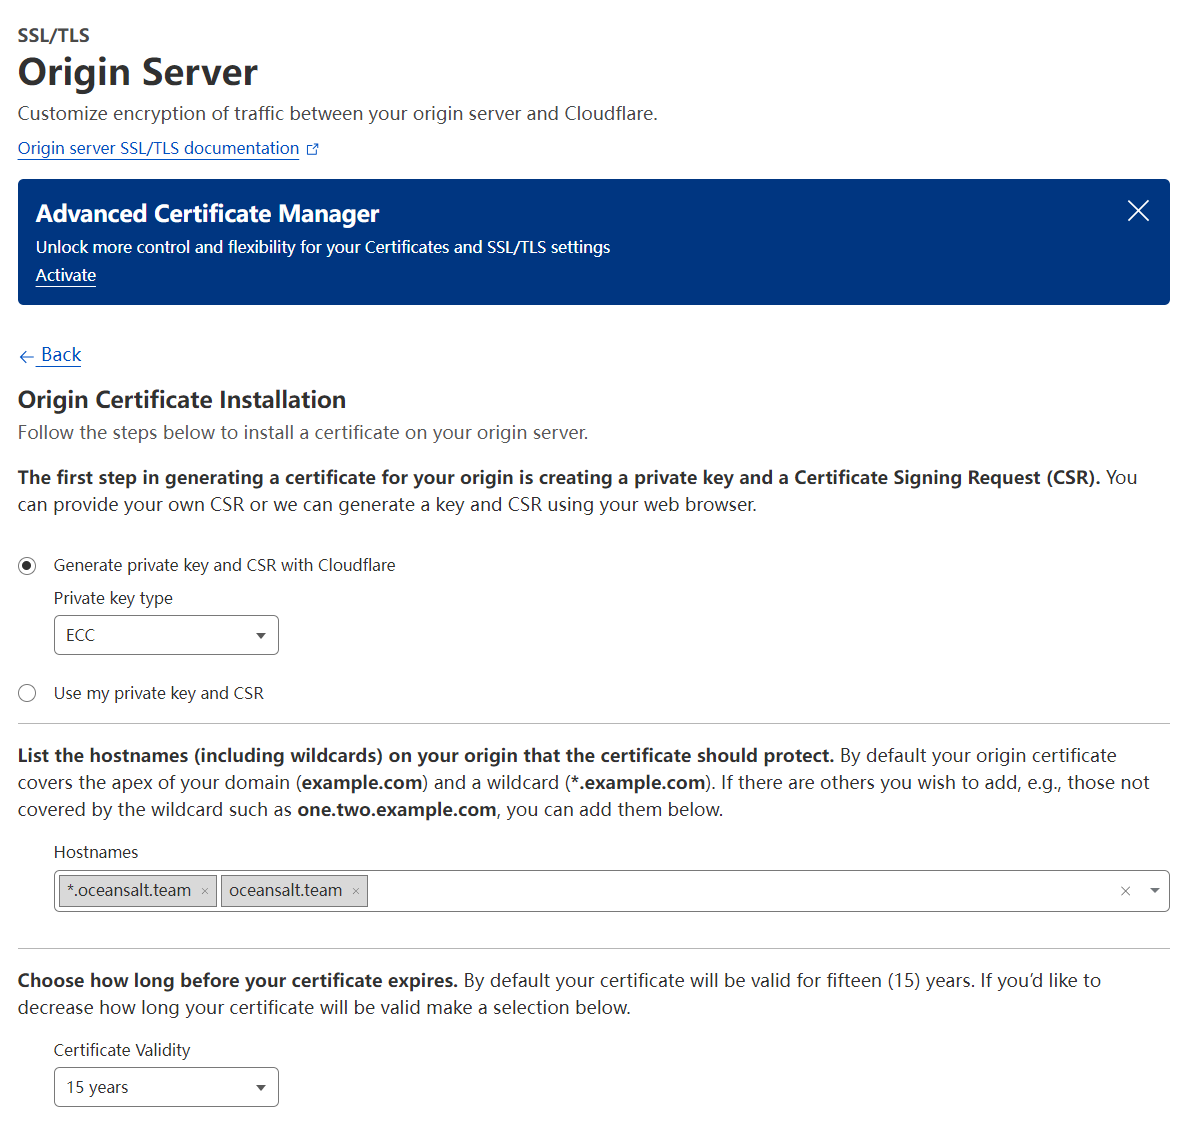 SSL/TLS
Origin Server
Customize encryption of traffic between your origin server and Cloudflare.
Origin server SSL/TLS documentation
Advanced Certificate Manager
Unlock more control and flexibility for your Certificates and SSL/TLS settings
Activate
Back
Origin Certificate Installation
Follow the steps below to install a certificate on your origin server.
The first step in generating a certificate for your origin is creating a private key and a Certificate Signing Request (CSR). You
can provide your own CSR or we can generate a key and CSR using your web browser.
Generate private key and CSR with Cloudflare
Private key type
ECC
Use my private key and CSR
List the hostnames (including wildcards) on your origin that the certificate should protect. By default your origin certificate
covers the apex of your domain (example.com) and a wildcard (*.example.com). If there are others you wish to add, e.g., those not
covered by the wildcard such as one.two.example.com, you can add them below.
Hostnames
*.oceansalt.team × oceansalt.team ×
Choose how long before your certificate expires. By default your certificate will be valid for fifteen (15) years. If you’d like to
decrease how long your certificate will be valid make a selection below.
Certificate Validity
15 years